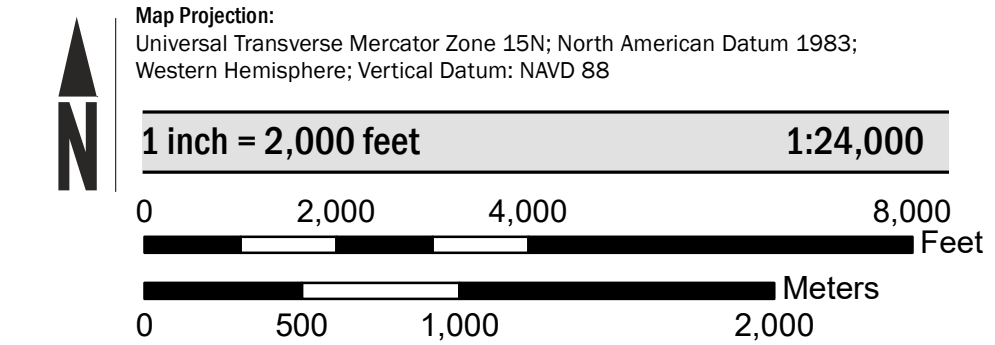 Map Projection:
Universal Transverse Mercator Zone 15N; North American Datum 1983;
Western Hemisphere; Vertical Datum: NAVD 88
N
1 inch = 2,000 feet 1:24,000
0 2,000 4,000 8,000
Feet
Meters
0 500 1,000 2,000